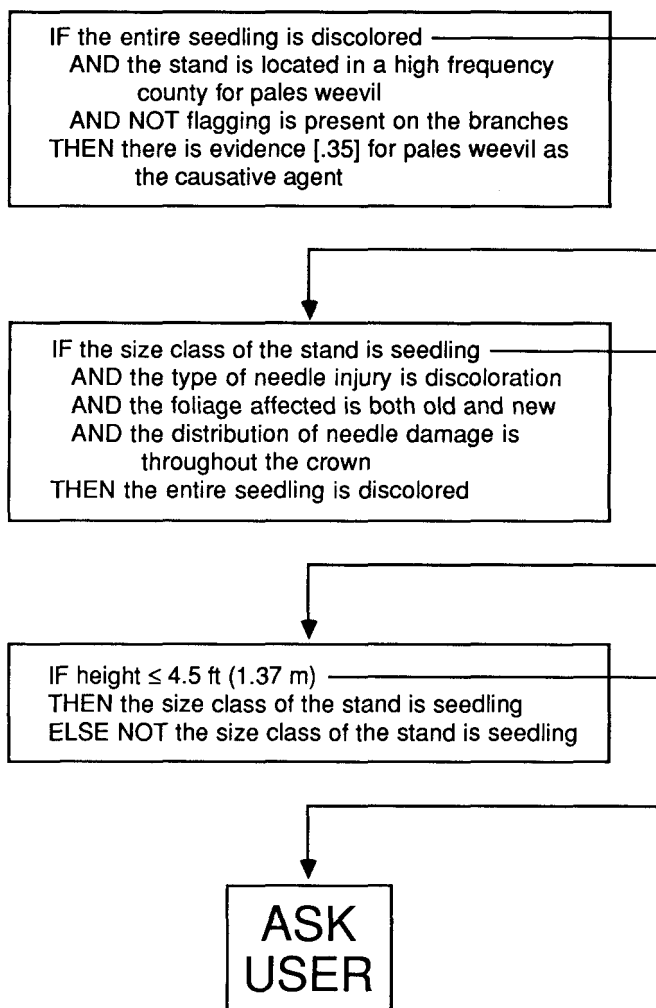 IF the entire seedling is discolored
AND the stand is located in a high frequency
county for pales weevil
AND NOT flagging is present on the branches
THEN there is evidence [.35] for pales weevil as
the causative agent
IF the size class of the stand is seedling
AND the type of needle injury is discoloration
AND the foliage affected is both old and new
AND the distribution of needle damage is
throughout the crown
THEN the entire seedling is discolored
IF height ≤ 4.5 ft (1.37 m)
THEN the size class of the stand is seedling
ELSE NOT the size class of the stand is seedling
ASK
USER